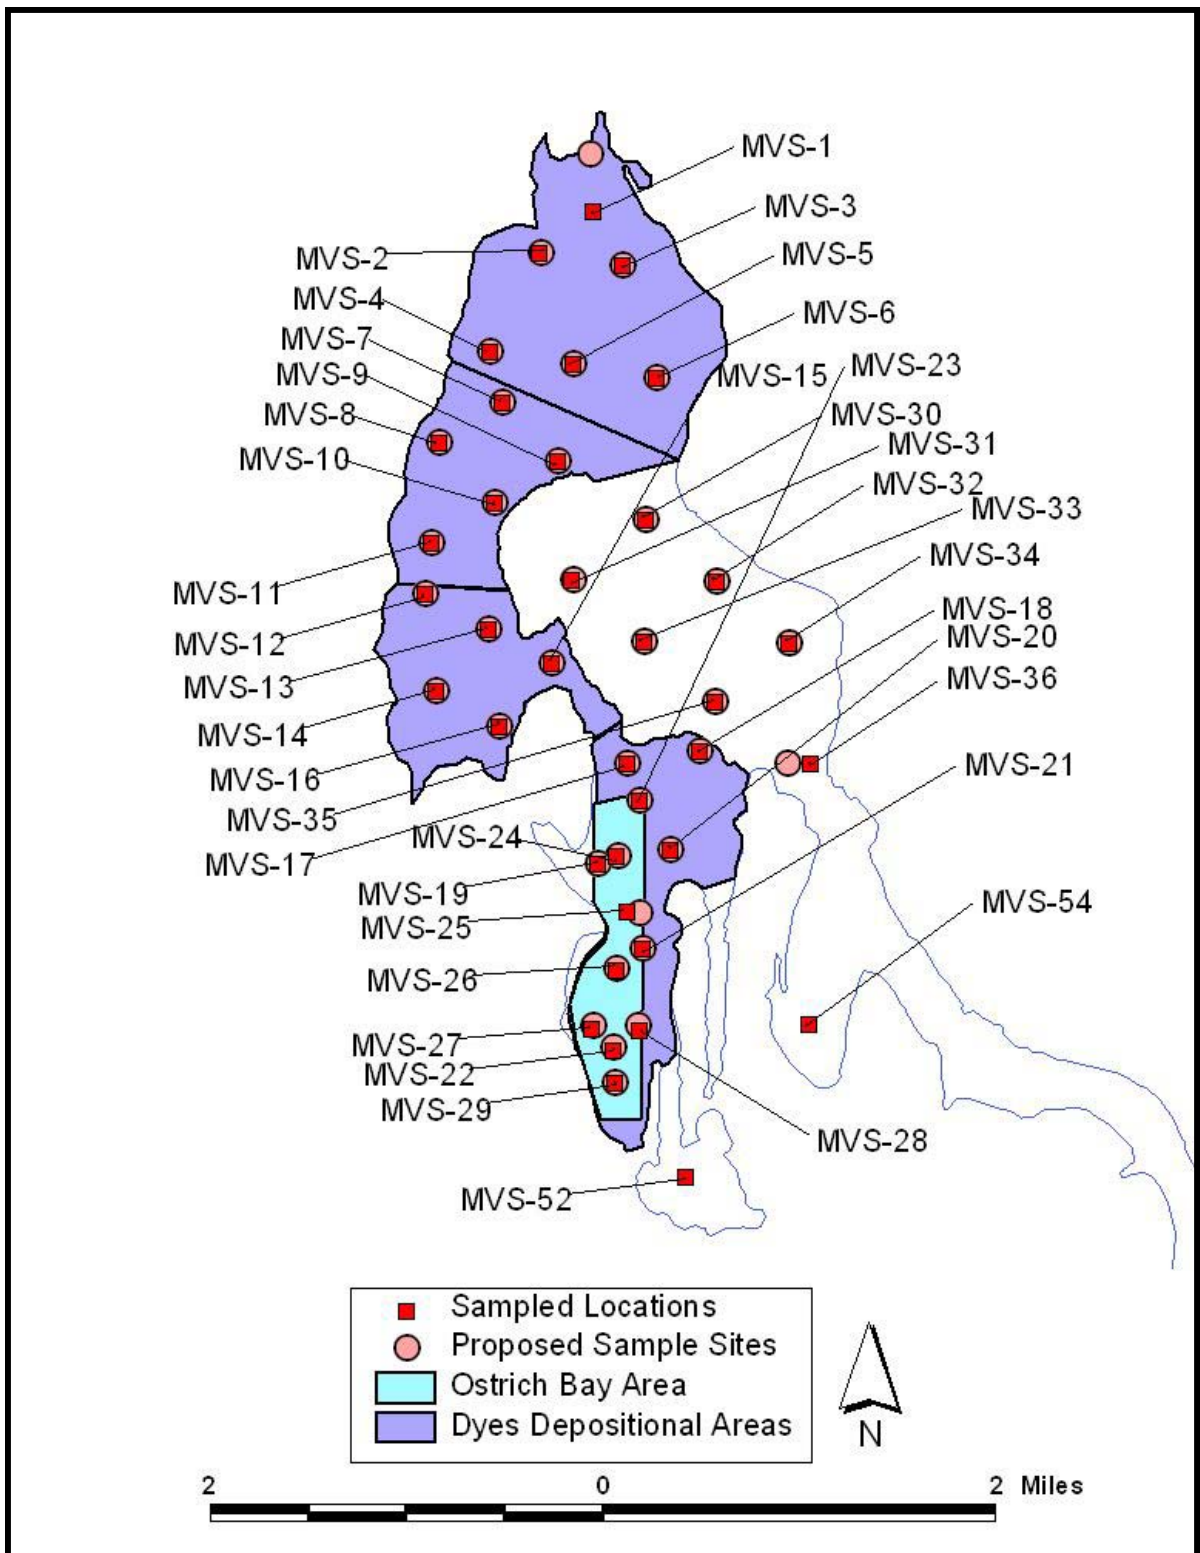 MVS-1
MVS-3
MVS-2
MVS-5
MVS-4
MVS-6
MVS-7
MVS-23
MVS-9
MVS-15
MVS-8
MVS-30
MVS-31
MVS-10
MVS-32
MVS-33
MVS-34
MVS-11
MVS-18
MVS-12
MVS-20
MVS-36
MVS-13
MVS-14
MVS-21
MVS-16
MVS-35
MVS-24
MVS-17
MVS-19
MVS-54
MVS-25
MVS-26
MVS-27
MVS-22
MVS-29
MVS-28
MVS-52
Sampled Locations
Proposed Sample Sites
Ostrich Bay Area
Dyes Depositional Areas
N
2 0 2 Miles